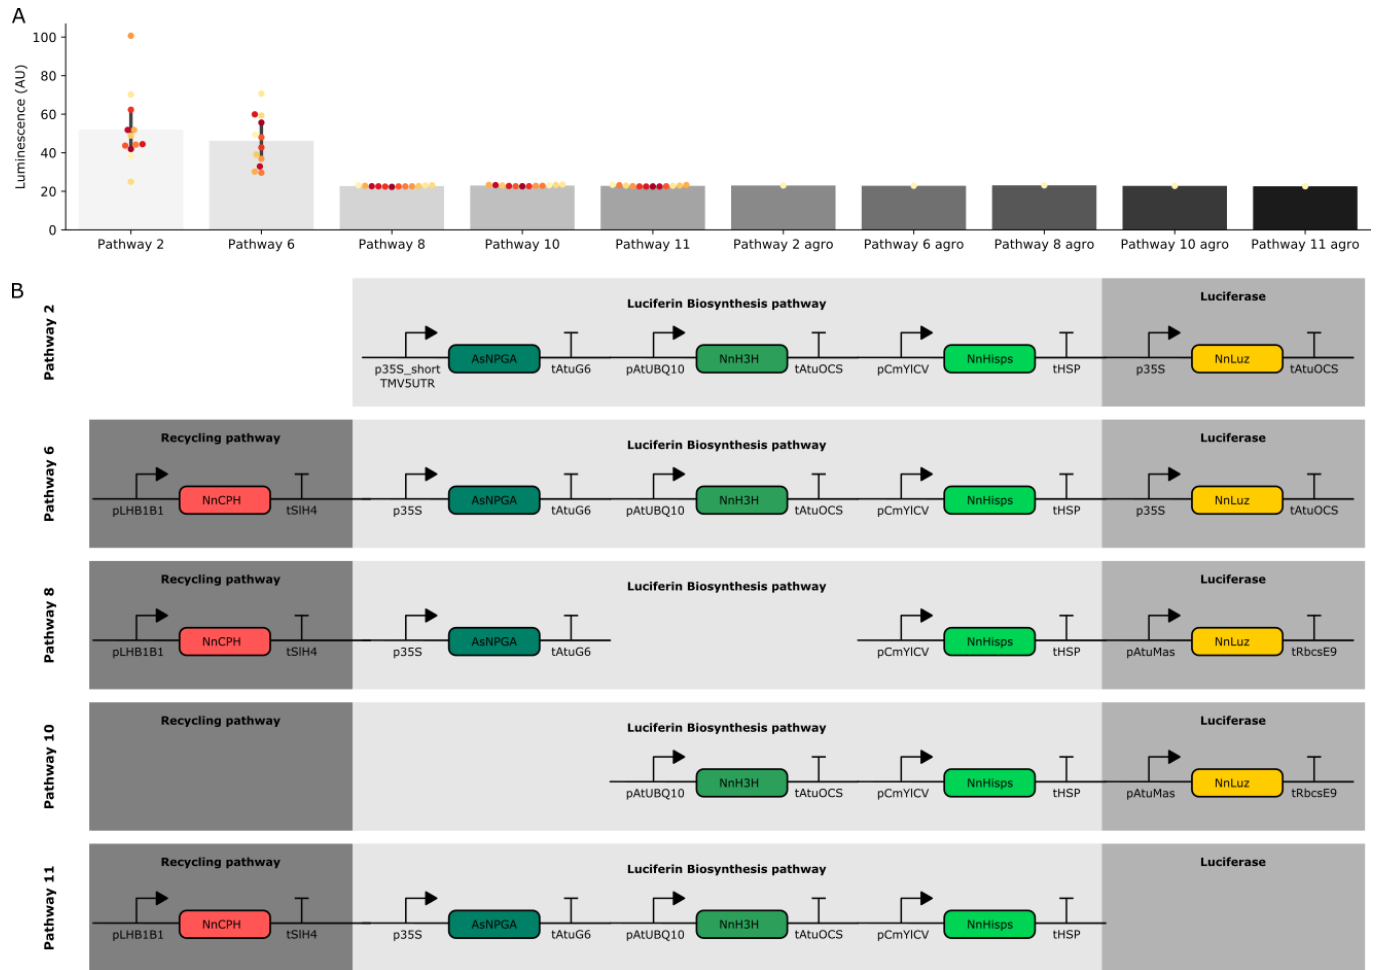 A
Luminescence (AU)
100
80
60
40
20
0
Pathway 2
Pathway 6
Pathway 8
Pathway 10
Pathway 11
Pathway 2 agro
Pathway 6 agro
Pathway 8 agro
Pathway 10 agro
Pathway 11 agro
B
Pathway 2
Luciferin Biosynthesis pathway
Luciferase
AsNPGA
NnH3H
NnHisps
NnLuz
p35S_short
TMV5UTR
tAtuG6
pAtUBQ10
tAtuOCS
pCmYlCV
tHSP
p35S
tAtuOCS
Pathway 6
Recycling pathway
Luciferin Biosynthesis pathway
Luciferase
NnCPH
AsNPGA
NnH3H
NnHisps
NnLuz
pLHB1B1
tSlH4
p35S
tAtuG6
pAtUBQ10
tAtuOCS
pCmYlCV
tHSP
p35S
tAtuOCS
Pathway 8
Recycling pathway
Luciferin Biosynthesis pathway
Luciferase
NnCPH
AsNPGA
NnHisps
NnLuz
pLHB1B1
tSlH4
p35S
tAtuG6
pCmYlCV
tHSP
pAtuMas
tRbcsE9
Pathway 10
Recycling pathway
Luciferin Biosynthesis pathway
Luciferase
NnH3H
NnHisps
NnLuz
pAtUBQ10
tAtuOCS
pCmYlCV
tHSP
pAtuMas
tRbcsE9
Pathway 11
Recycling pathway
Luciferin Biosynthesis pathway
Luciferase
NnCPH
AsNPGA
NnH3H
NnHisps
pLHB1B1
tSlH4
p35S
tAtuG6
pAtUBQ10
tAtuOCS
pCmYlCV
tHSP